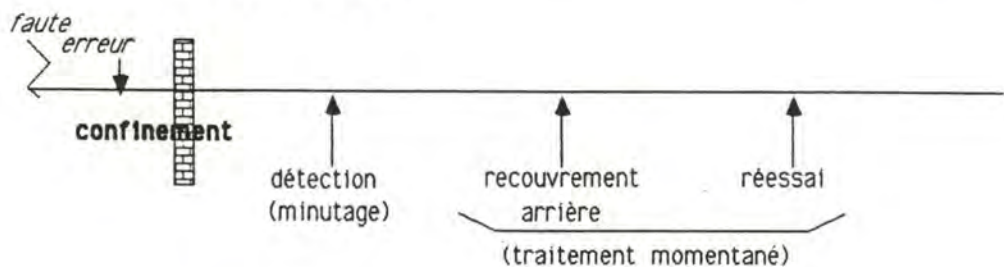 faute
erreur
confinement
détection
(minutage)
recouvrement
arrière
réessai
(traitement momentané)